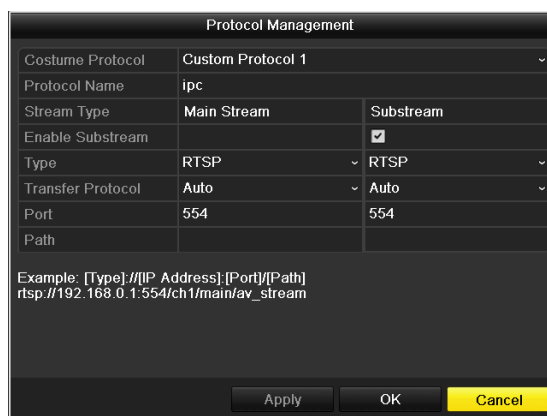 Protocol Management
Costume Protocol Custom Protocol 1
Protocol Name ipc
Stream Type Main Stream Substream
Enable Substream
Type RTSP RTSP
Transfer Protocol Auto Auto
Port 554 554
Path
Example: [Type]://[IP Address]:[Port]/[Path]
rtsp://192.168.0.1:554/ch1/main/av_stream
Apply OK Cancel